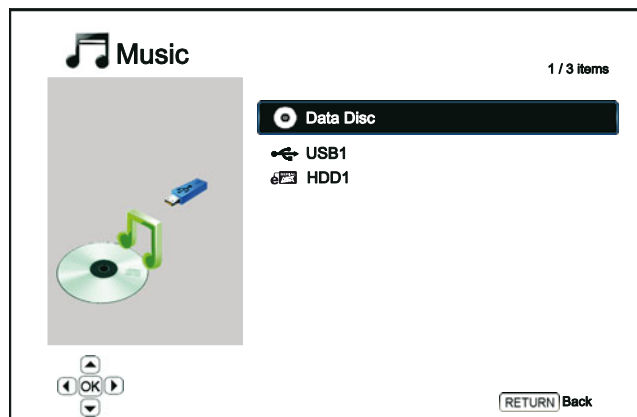 Music
1 / 3 items
Data Disc
USB1
HDD1
OK
RETURN Back